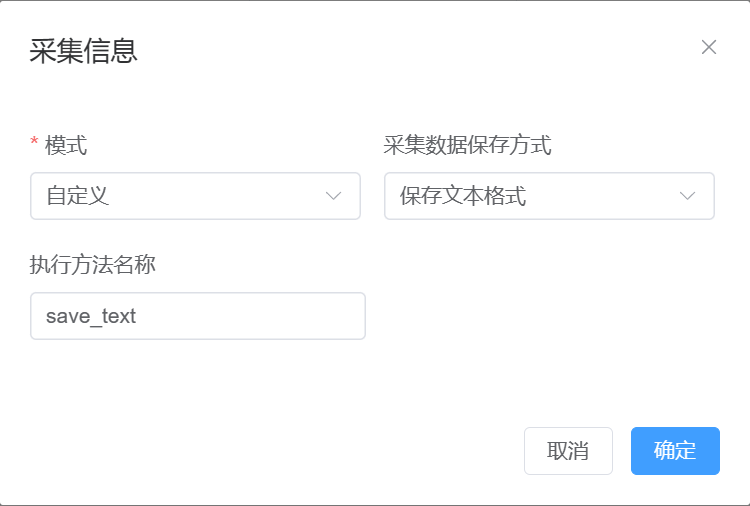 采集信息
* 模式 采集数据保存方式
自定义 保存文本格式
执行方法名称
save_text
取消 确定